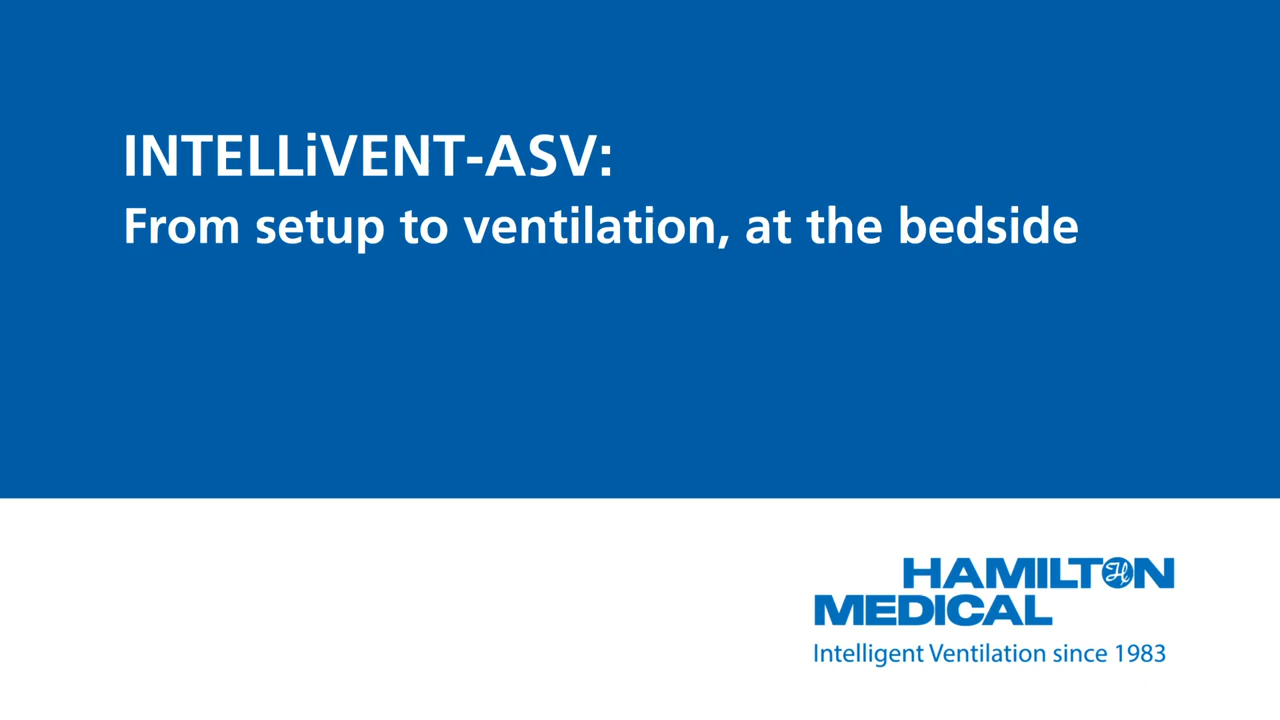 INTELLiVENT-ASV:
From setup to ventilation, at the bedside
HAMILTON
MEDICAL
Intelligent Ventilation since 1983